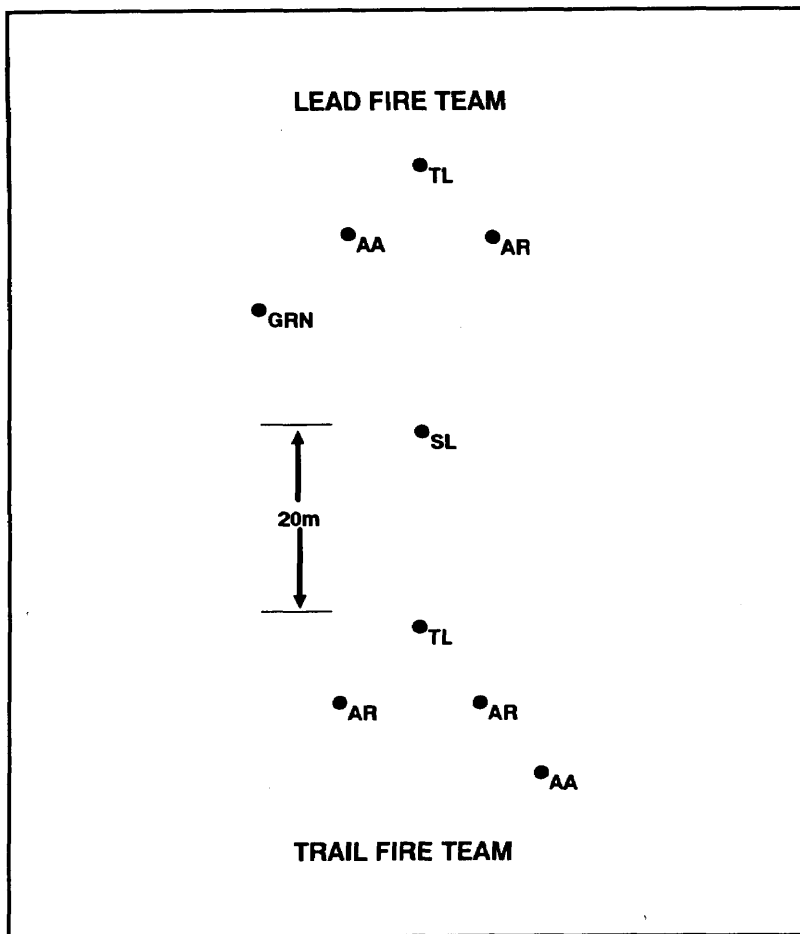 LEAD FIRE TEAM
TL
AA
AR
GRN
SL
20m
TL
AR
AR
AA
TRAIL FIRE TEAM